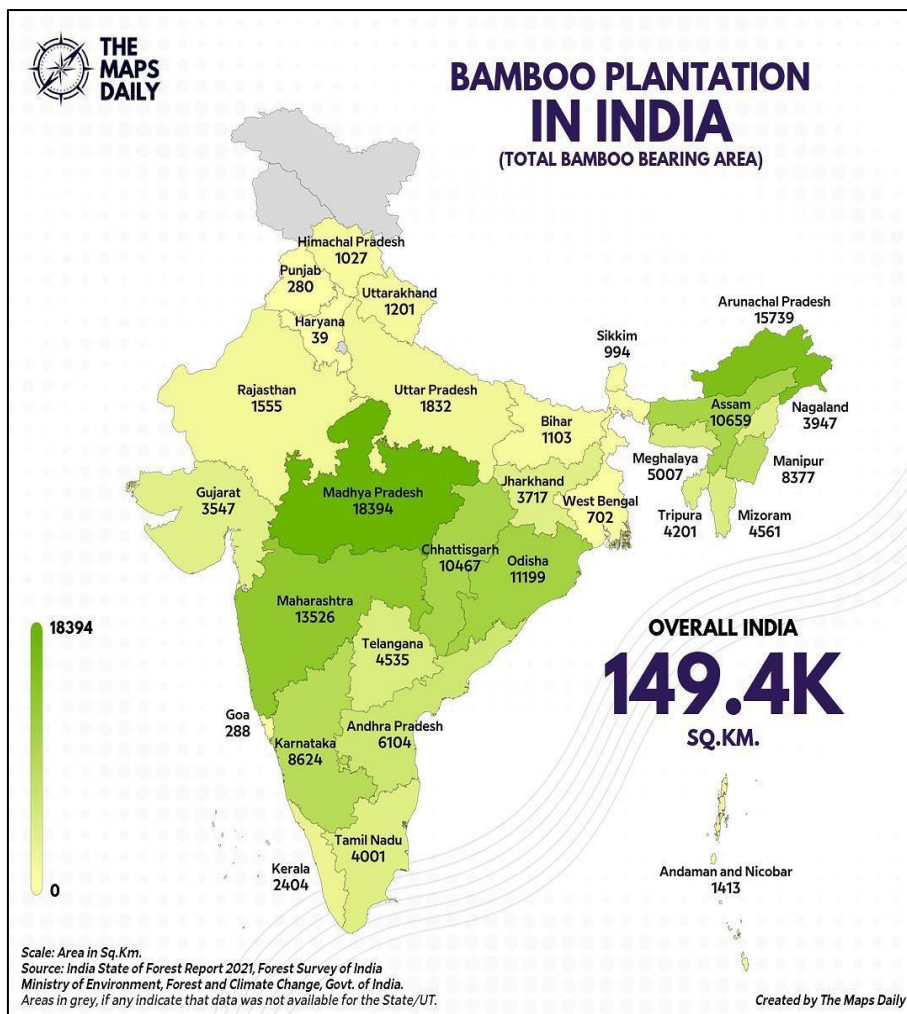 THE
MAPS
DAILY
BAMBOO PLANTATION
IN INDIA
(TOTAL BAMBOO BEARING AREA)
Himachal Pradesh
1027
Punjab
280
Uttarakhand
1201
Haryana
39
Arunachal Pradesh
15739
Sikkim
994
Rajasthan
1555
Uttar Pradesh
1832
Bihar
1103
Assam
10659
Nagaland
3947
Meghalaya
5007
Manipur
8377
Gujarat
3547
Madhya Pradesh
18394
Jharkhand
3717
West Bengal
702
Tripura
4201
Mizoram
4561
Chhattisgarh
10467
Odisha
11199
Maharashtra
13526
Telangana
4535
18394
0
OVERALL INDIA
149.4K
SQ.KM.
Goa
288
Karnataka
8624
Andhra Pradesh
6104
Tamil Nadu
4001
Kerala
2404
Andaman and Nicobar
1413
Scale: Area in Sq.Km.
Source: India State of Forest Report 2021, Forest Survey of India
Ministry of Environment, Forest and Climate Change, Govt. of India.
Areas in grey, if any indicate that data was not available for the State/UT.
Created by The Maps Daily